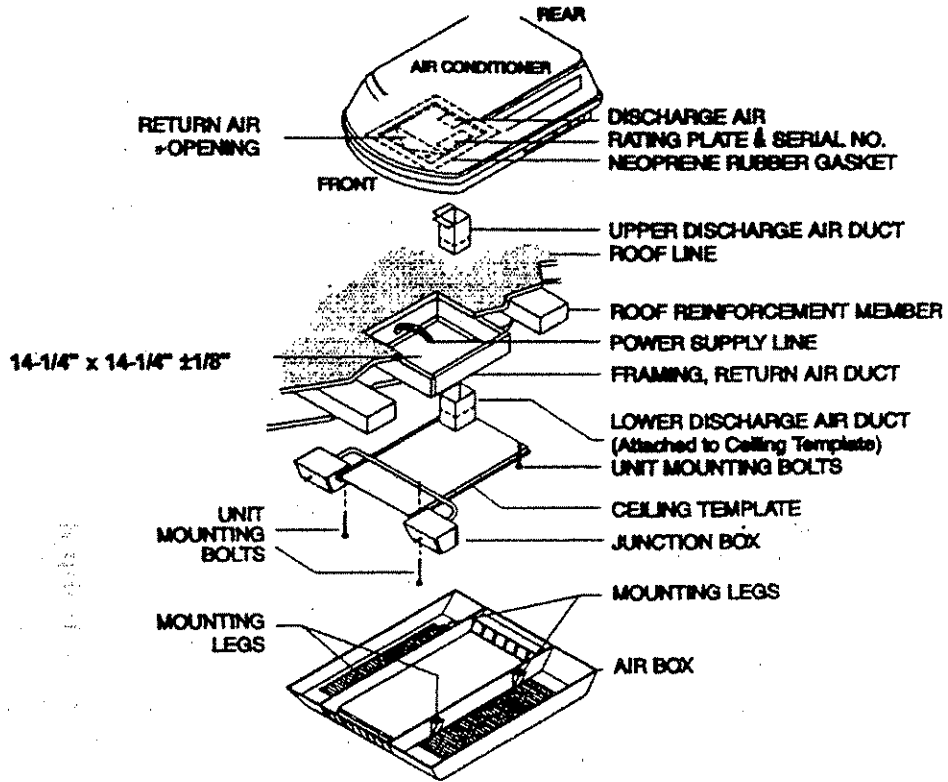 REAR
AIR CONDITIONER
RETURN AIR
OPENING
DISCHARGE AIR
RATING PLATE & SERIAL NO.
NEOPRENE RUBBER GASKET
FRONT
UPPER DISCHARGE AIR DUCT
ROOF LINE
ROOF REINFORCEMENT MEMBER
POWER SUPPLY LINE
14-1/4" x 14-1/4" ±1/8"
FRAMING, RETURN AIR DUCT
LOWER DISCHARGE AIR DUCT
(Attached to Ceiling Template)
UNIT MOUNTING BOLTS
CEILING TEMPLATE
UNIT
MOUNTING
BOLTS
JUNCTION BOX
MOUNTING LEGS
MOUNTING
LEGS
AIR BOX